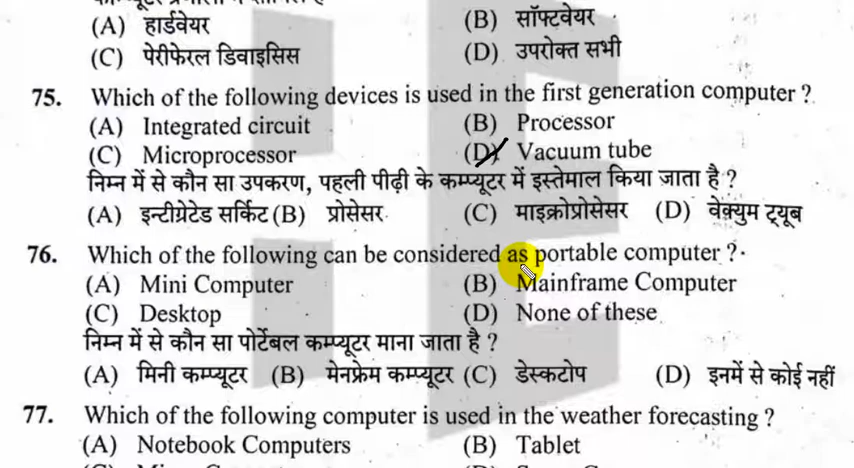 (A) हार्डवेयर (B) सॉफ्टवेयर
(C) पेरीफेरल डिवाइसिस (D) उपरोक्त सभी
75. Which of the following devices is used in the first generation computer ?
(A) Integrated circuit (B) Processor
(C) Microprocessor (D) Vacuum tube
निम्न में से कौन सा उपकरण, पहली पीढ़ी के कम्प्यूटर में इस्तेमाल किया जाता है ?
(A) इन्टीग्रेटेड सर्किट (B) प्रोसेसर (C) माइक्रोप्रोसेसर (D) वेक्युम ट्यूब
76. Which of the following can be considered as portable computer ?
(A) Mini Computer (B) Mainframe Computer
(C) Desktop (D) None of these
निम्न में से कौन सा पोर्टेबल कम्प्यूटर माना जाता है ?
(A) मिनी कम्प्यूटर (B) मेनफ्रेम कम्प्यूटर (C) डेस्कटोप (D) इनमें से कोई नहीं
77. Which of the following computer is used in the weather forecasting ?
(A) Notebook Computers (B) Tablet